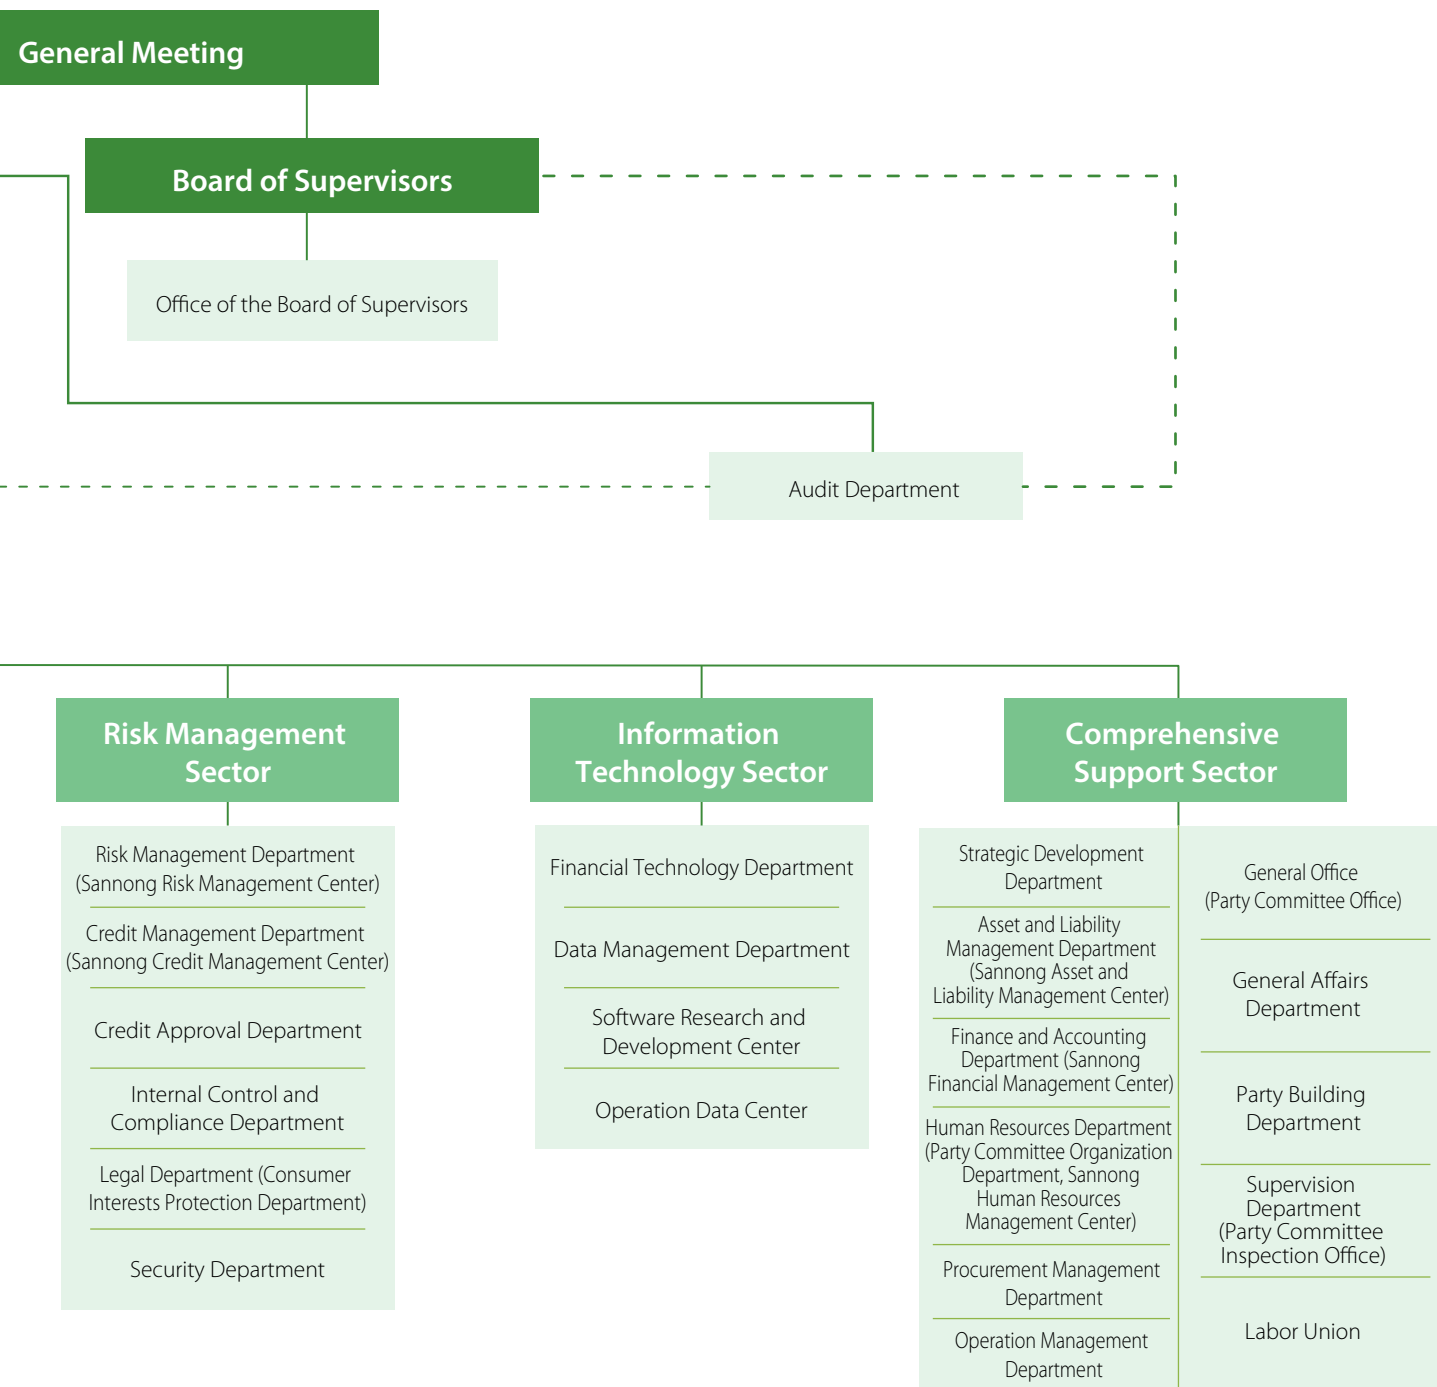 General Meeting
Board of Supervisors
Office of the Board of Supervisors
Audit Department
Risk Management
Sector
Risk Management Department
(Sannong Risk Management Center)
Credit Management Department
(Sannong Credit Management Center)
Credit Approval Department
Internal Control and
Compliance Department
Legal Department (Consumer
Interests Protection Department)
Security Department
Information
Technology Sector
Financial Technology Department
Data Management Department
Software Research and
Development Center
Operation Data Center
Comprehensive
Support Sector
Strategic Development
Department
Asset and Liability
Management Department
(Sannong Asset and
Liability Management Center)
Finance and Accounting
Department (Sannong
Financial Management Center)
Human Resources Department
(Party Committee Organization
Department, Sannong
Human Resources
Management Center)
Procurement Management
Department
Operation Management
Department
General Office
(Party Committee Office)
General Affairs
Department
Party Building
Department
Supervision
Department
(Party Committee
Inspection Office)
Labor Union